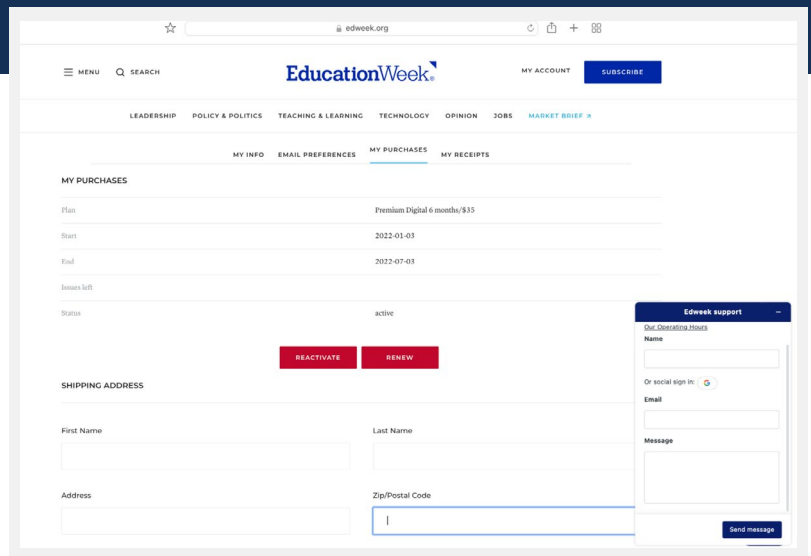 edweek.org
MENU SEARCH EducationWeek® MY ACCOUNT SUBSCRIBE
LEADERSHIP POLICY & POLITICS TEACHING & LEARNING TECHNOLOGY OPINION JOBS MARKET BRIEF
MY INFO EMAIL PREFERENCES MY PURCHASES MY RECEIPTS
MY PURCHASES
Plan Premium Digital 6 months/$35
Start 2022-01-03
End 2022-07-03
Issues left
Status active
REACTIVATE RENEW
SHIPPING ADDRESS
First Name Last Name
Address Zip/Postal Code
Edweek support
Our Operating Hours
Name
Or social sign in: G
Email
Message
Send message